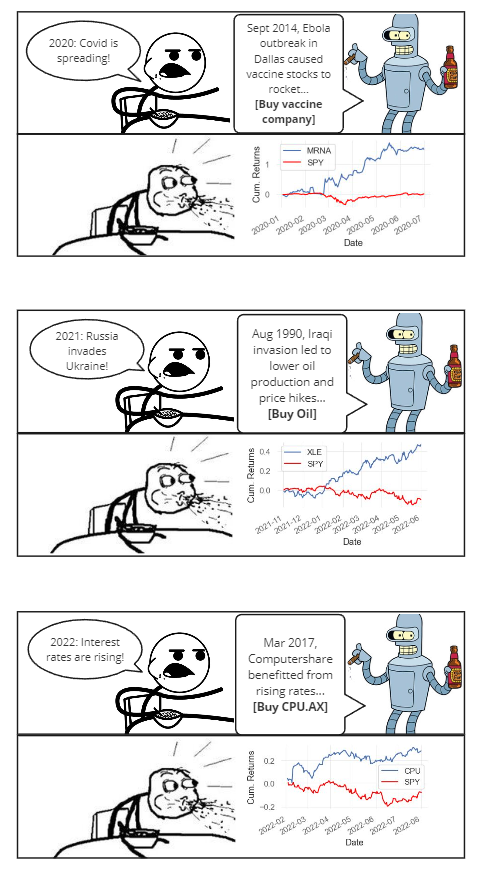 2020: Covid is
spreading!
Sept 2014, Ebola
outbreak in
Dallas caused
vaccine stocks to
rocket...
[Buy vaccine
company]
Cum. Returns
1
0
MRNA
SPY
2020-01
2020-02
2020-03
2020-04
2020-05
2020-06
2020-07
Date
2021: Russia
invades
Ukraine!
Aug 1990, Iraqi
invasion led to
lower oil
production and
price hikes...
[Buy Oil]
Cum. Returns
0.4
0.2
0.0
XLE
SPY
2021-11
2021-12
2022-01
2022-02
2022-03
2022-04
2022-05
2022-06
Date
2022: Interest
rates are rising!
Mar 2017,
Computershare
benefitted from
rising rates...
[Buy CPU.AX]
Cum. Returns
0.2
0.0
−0.2
CPU
SPY
2022-02
2022-03
2022-04
2022-05
2022-06
2022-07
2022-08
Date